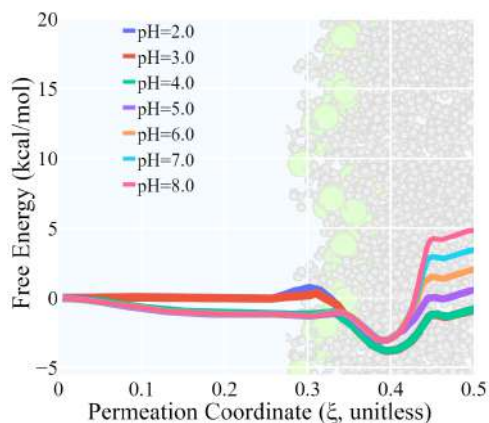 20
15
10
5
0
−5
Free Energy (kcal/mol)
pH=2.0
pH=3.0
pH=4.0
pH=5.0
pH=6.0
pH=7.0
pH=8.0
0 0.1 0.2 0.3 0.4 0.5
Permeation Coordinate (ξ, unitless)